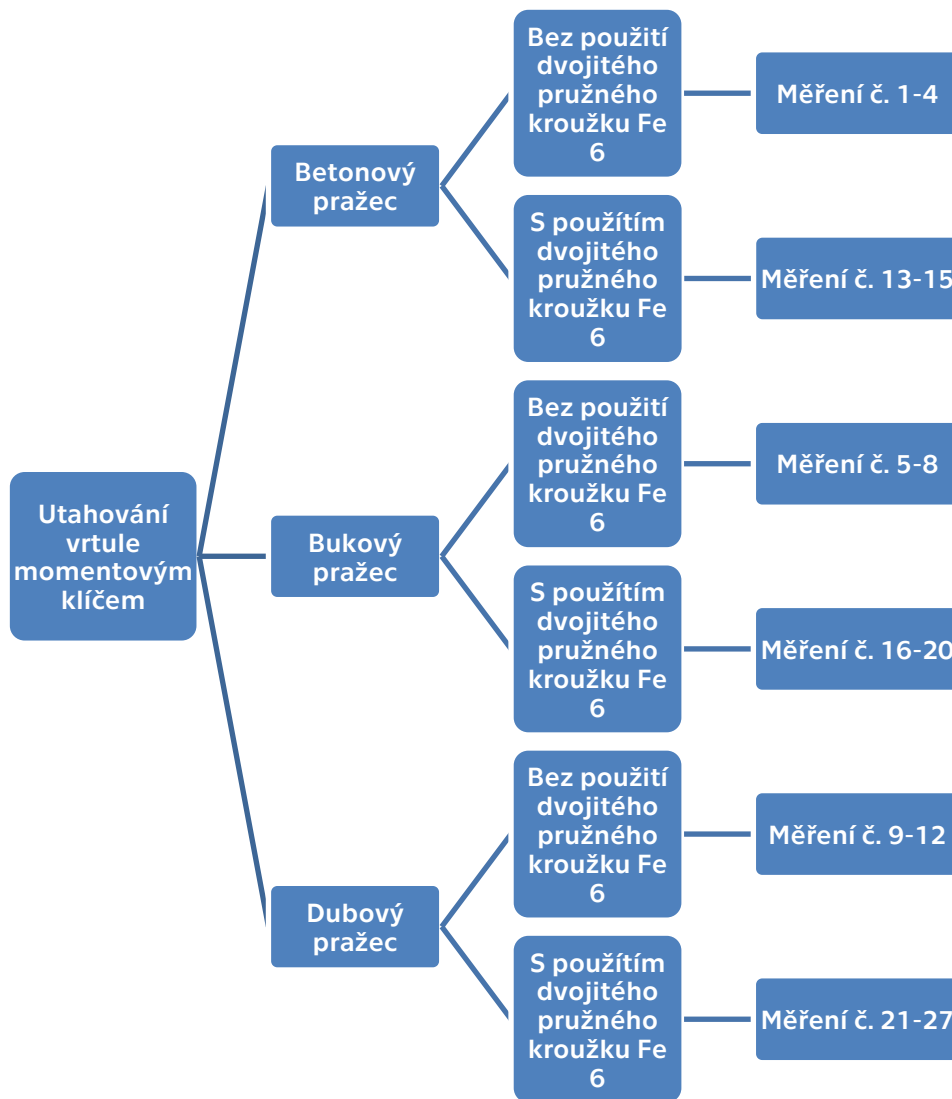 Utahování
vrtule
momentovým
klíčem
Betonový
pražec
Bez použití
dvojitého
pružného
kroužku Fe
6
Měření č. 1-4
S použítím
dvojitého
pružného
kroužku Fe
6
Měření č. 13-15
Bukový
pražec
Bez použití
dvojitého
pružného
kroužku Fe
6
Měření č. 5-8
S použítím
dvojitého
pružného
kroužku Fe
6
Měření č. 16-20
Dubový
pražec
Bez použití
dvojitého
pružného
kroužku Fe
6
Měření č. 9-12
S použítím
dvojitého
pružného
kroužku Fe
6
Měření č. 21-27